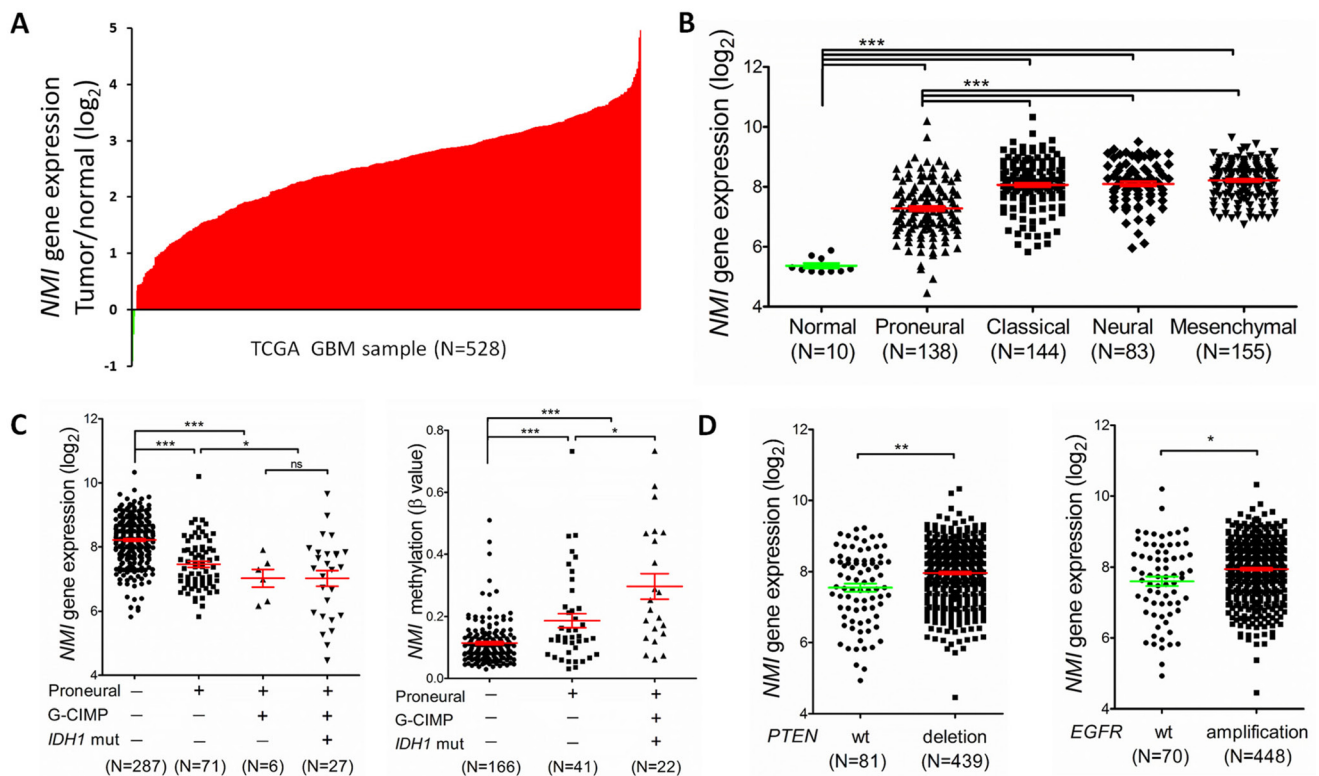 A
NMI gene expression
Tumor/normal (log2)
5
4
3
2
1
0
-1
TCGA GBM sample (N=528)
B
NMI gene expression (log2)
12
10
8
6
4
***
***
Normal Proneural Classical Neural Mesenchymal
(N=10) (N=138) (N=144) (N=83) (N=155)
C
NMI gene expression (log2)
12
10
8
6
4
***
*** *
ns
Proneural — + + +
G-CIMP — — + +
IDH1 mut — — — +
(N=287) (N=71) (N=6) (N=27)
NMI methylation (β value)
0.8
0.6
0.4
0.2
0.0
***
*** *
Proneural — + +
G-CIMP — — +
IDH1 mut — — +
(N=166) (N=41) (N=22)
D
NMI gene expression (log2)
12
10
8
6
4
**
PTEN wt deletion
(N=81) (N=439)
NMI gene expression (log2)
12
10
8
6
4
*
EGFR wt amplification
(N=70) (N=448)